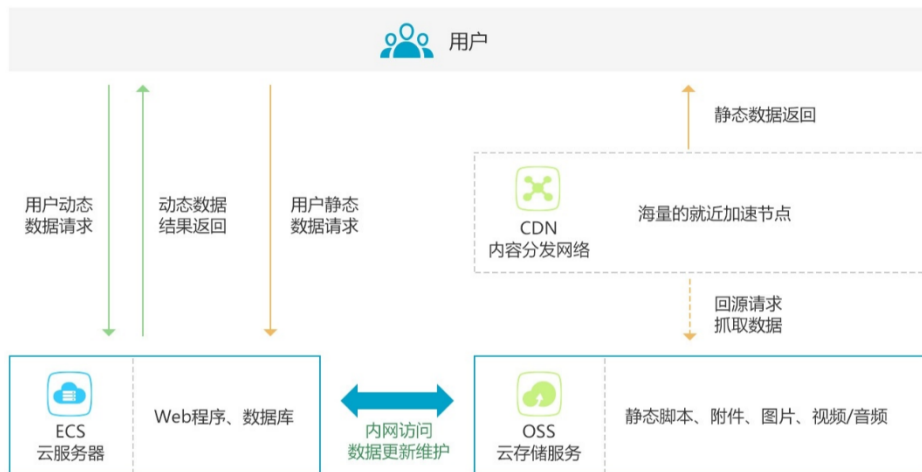 用户
静态数据返回
用户动态
数据请求
动态数据
结果返回
用户静态
数据请求
CDN
内容分发网络
海量的就近加速节点
回源请求
抓取数据
ECS
云服务器
Web程序、数据库
内网访问
数据更新维护
OSS
云存储服务
静态脚本、附件、图片、视频/音频